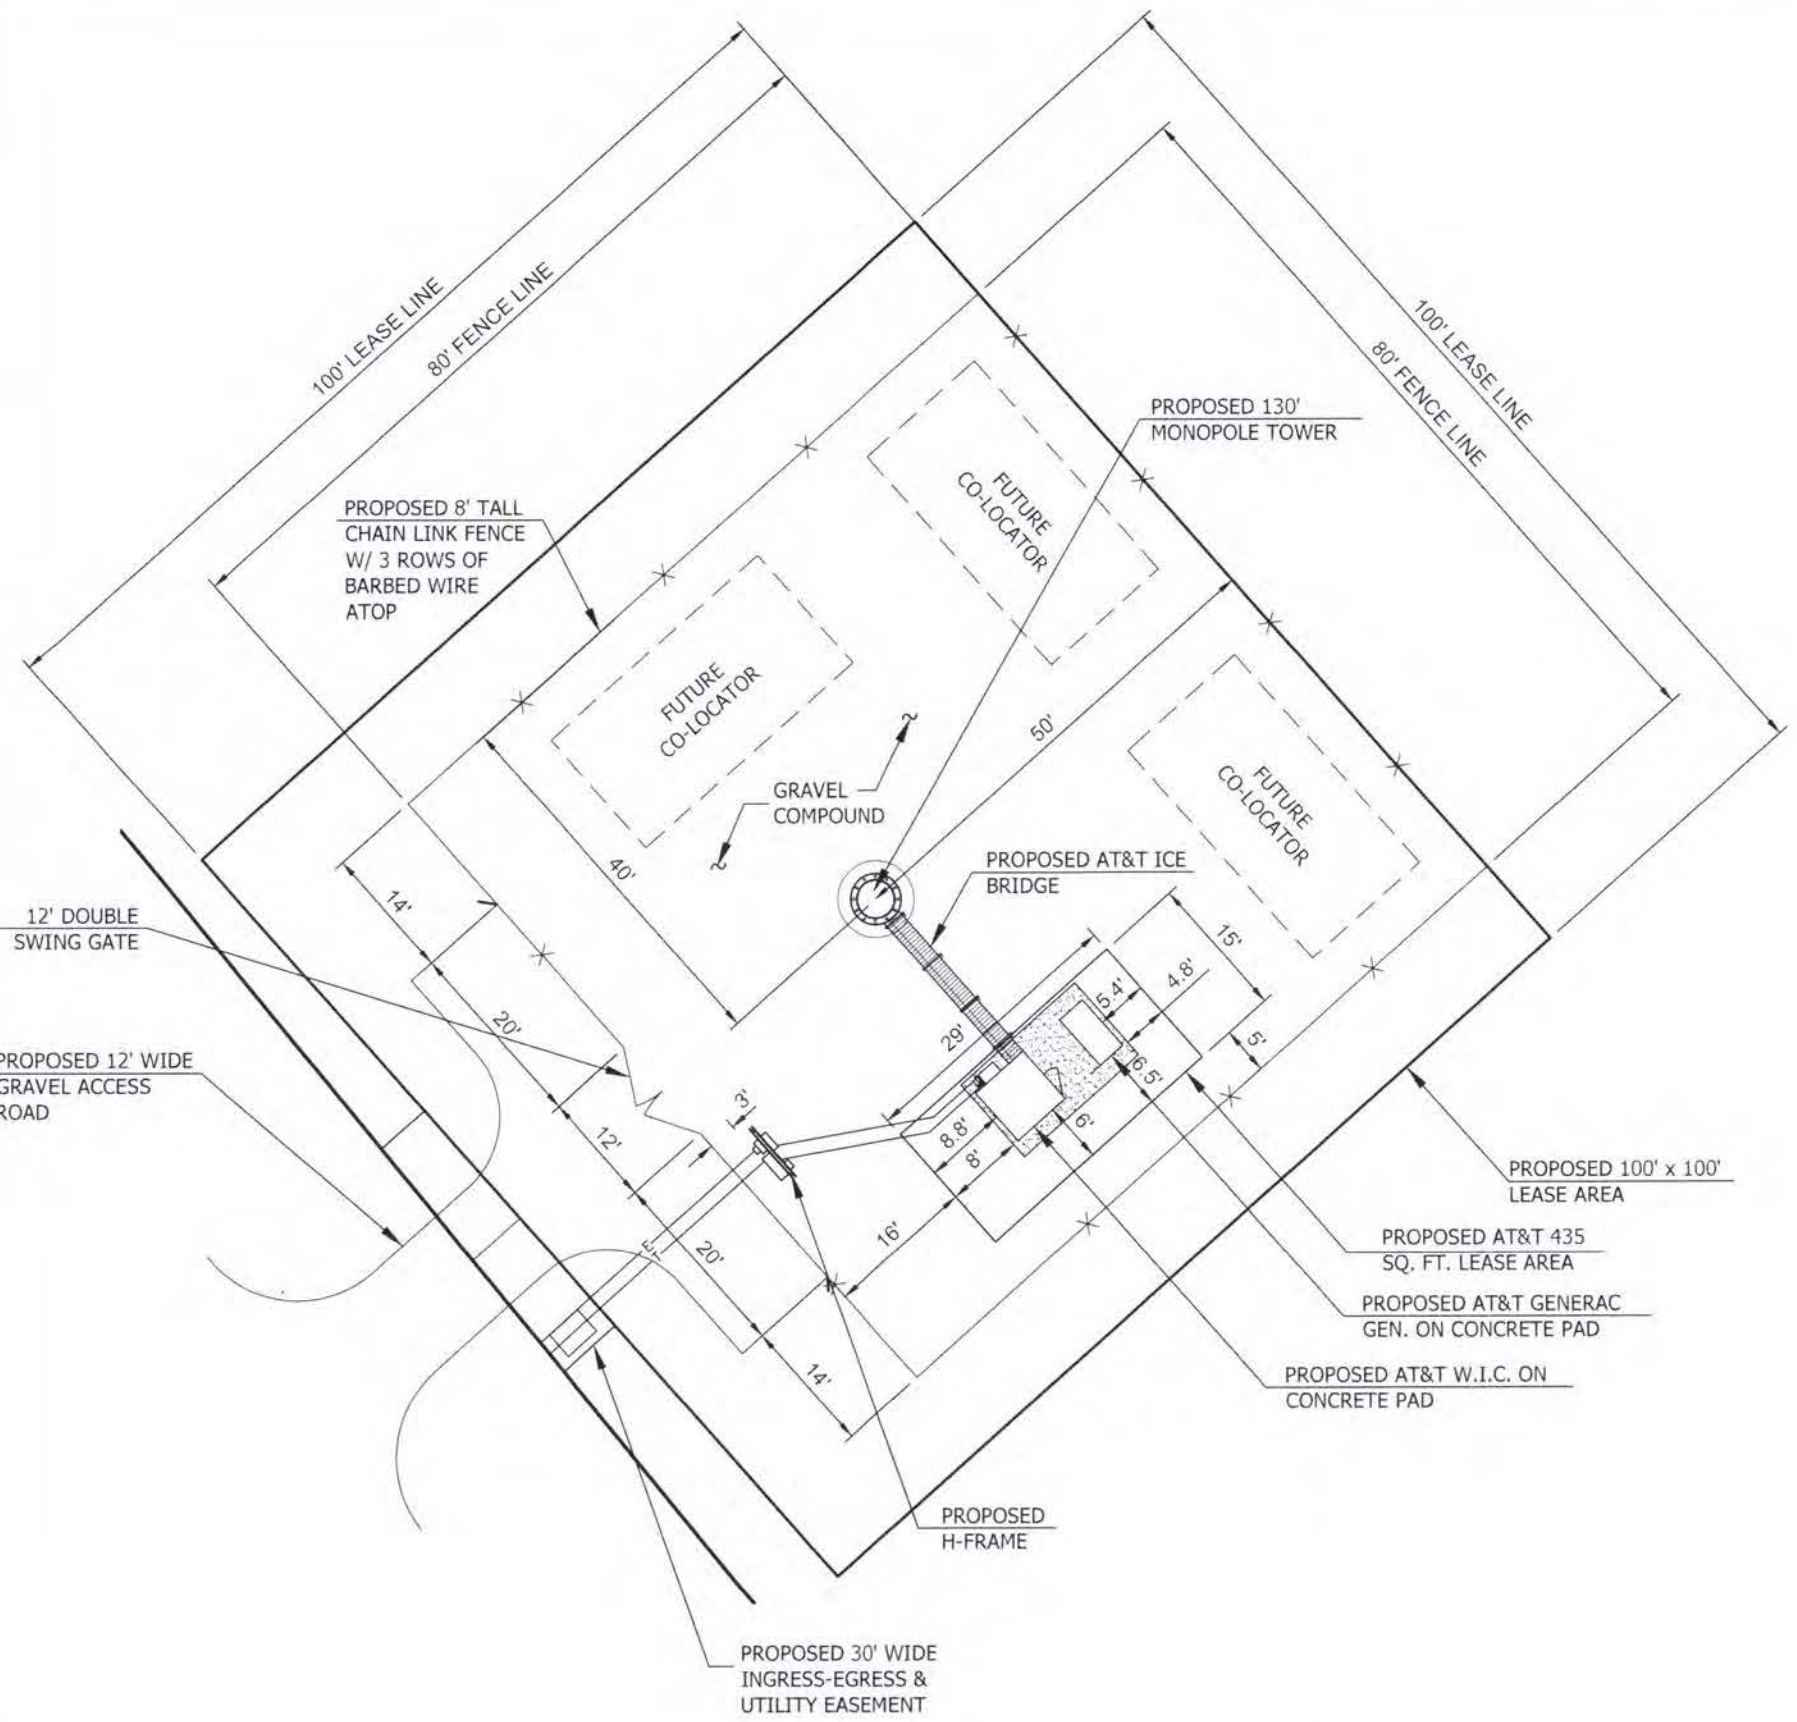 100' LEASE LINE
80' FENCE LINE
100' LEASE LINE
80' FENCE LINE
PROPOSED 130'
MONOPOLE TOWER
PROPOSED 8' TALL
CHAIN LINK FENCE
W/ 3 ROWS OF
BARBED WIRE
ATOP
FUTURE
CO-LOCATOR
FUTURE
CO-LOCATOR
FUTURE
CO-LOCATOR
50'
GRAVEL
COMPOUND
40'
PROPOSED AT&T ICE
BRIDGE
14'
12' DOUBLE
SWING GATE
20'
15'
4.8'
5.4'
29'
5'
6.5'
PROPOSED 12' WIDE
GRAVEL ACCESS
ROAD
3'
12'
8.8'
8'
6'
16'
20'
E
T
14'
PROPOSED 100' x 100'
LEASE AREA
PROPOSED AT&T 435
SQ. FT. LEASE AREA
PROPOSED AT&T GENERAC
GEN. ON CONCRETE PAD
PROPOSED AT&T W.I.C. ON
CONCRETE PAD
PROPOSED
H-FRAME
PROPOSED 30' WIDE
INGRESS-EGRESS &
UTILITY EASEMENT